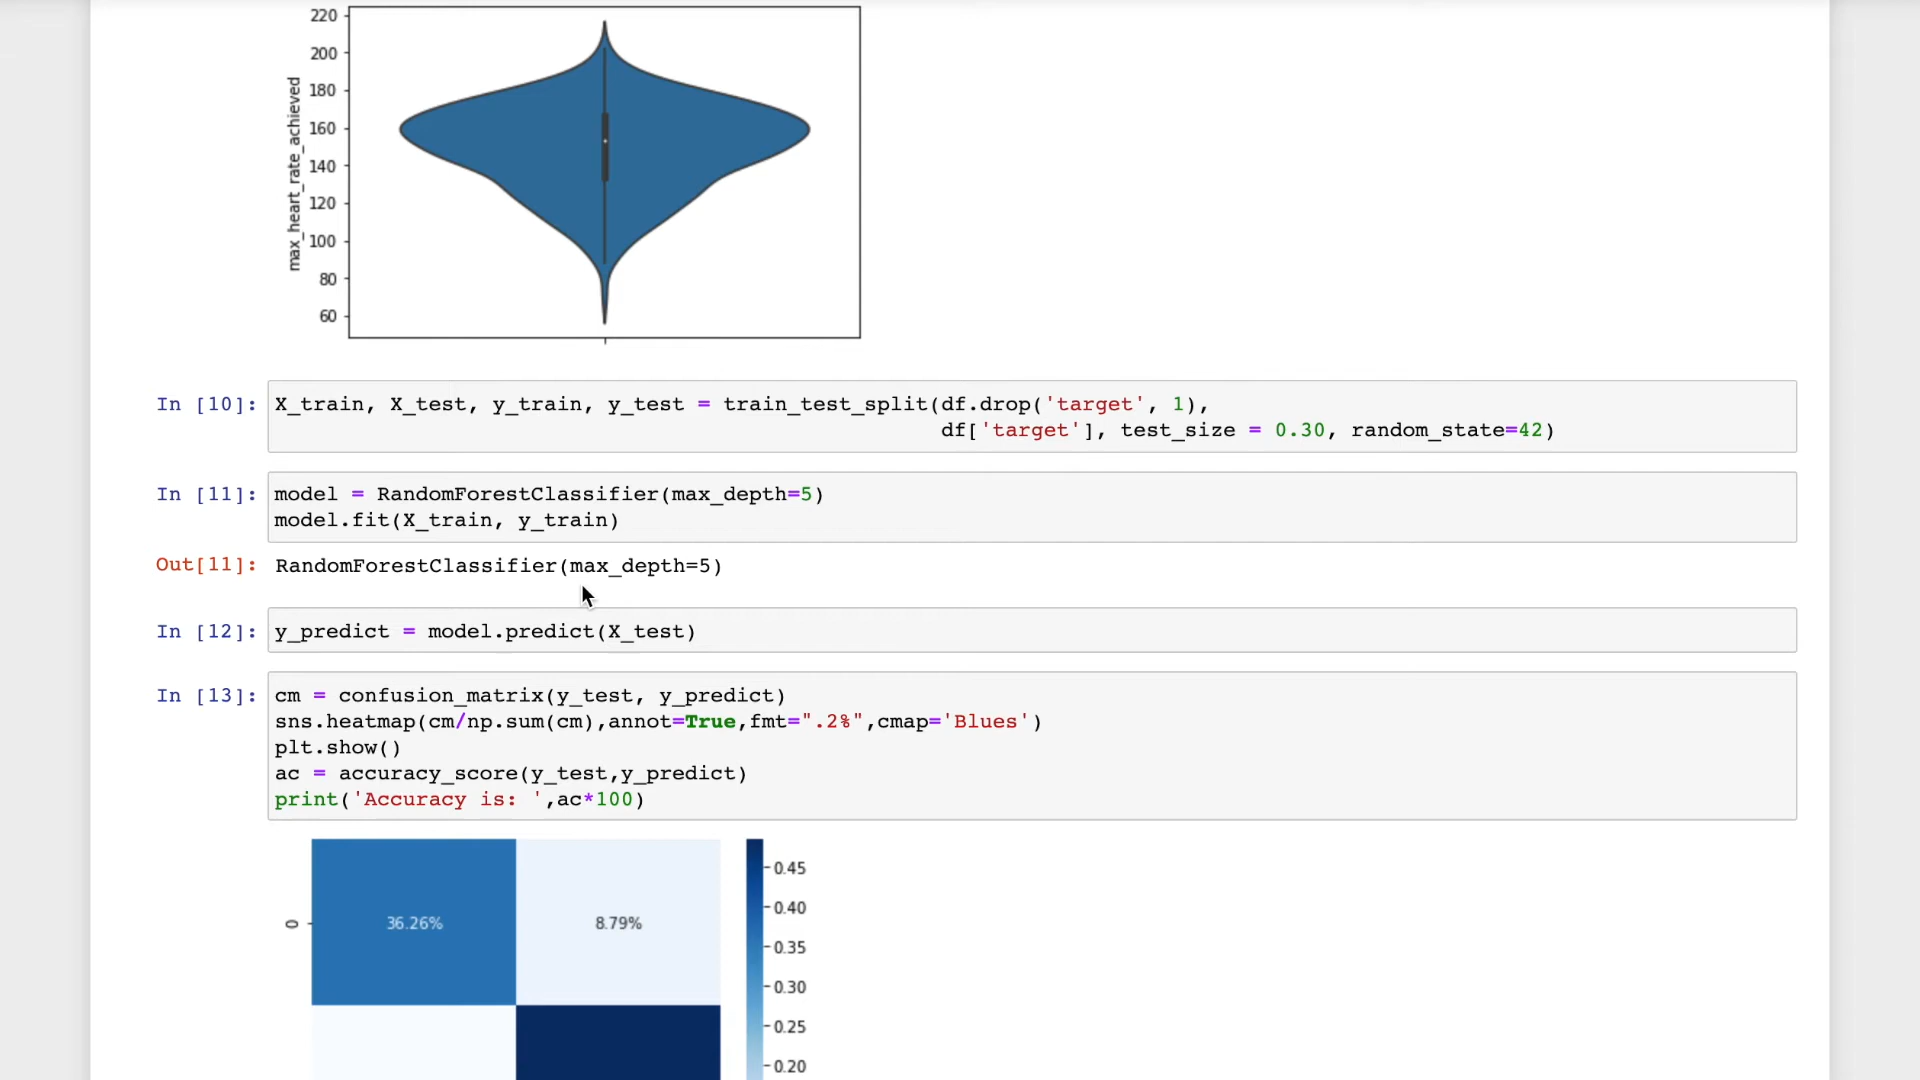 220
200
180
160
140
120
100
80
60
max_heart_rate_achieved
In [10]:
X_train, X_test, y_train, y_test = train_test_split(df.drop('target', 1),
df['target'], test_size = 0.30, random_state=42)
In [11]:
model = RandomForestClassifier(max_depth=5)
model.fit(X_train, y_train)
Out[11]:
RandomForestClassifier(max_depth=5)
In [12]:
y_predict = model.predict(X_test)
In [13]:
cm = confusion_matrix(y_test, y_predict)
sns.heatmap(cm/np.sum(cm),annot=True,fmt=".2%",cmap='Blues')
plt.show()
ac = accuracy_score(y_test,y_predict)
print('Accuracy is: ',ac*100)
0
36.26%
8.79%
0.45
0.40
0.35
0.30
0.25
0.20